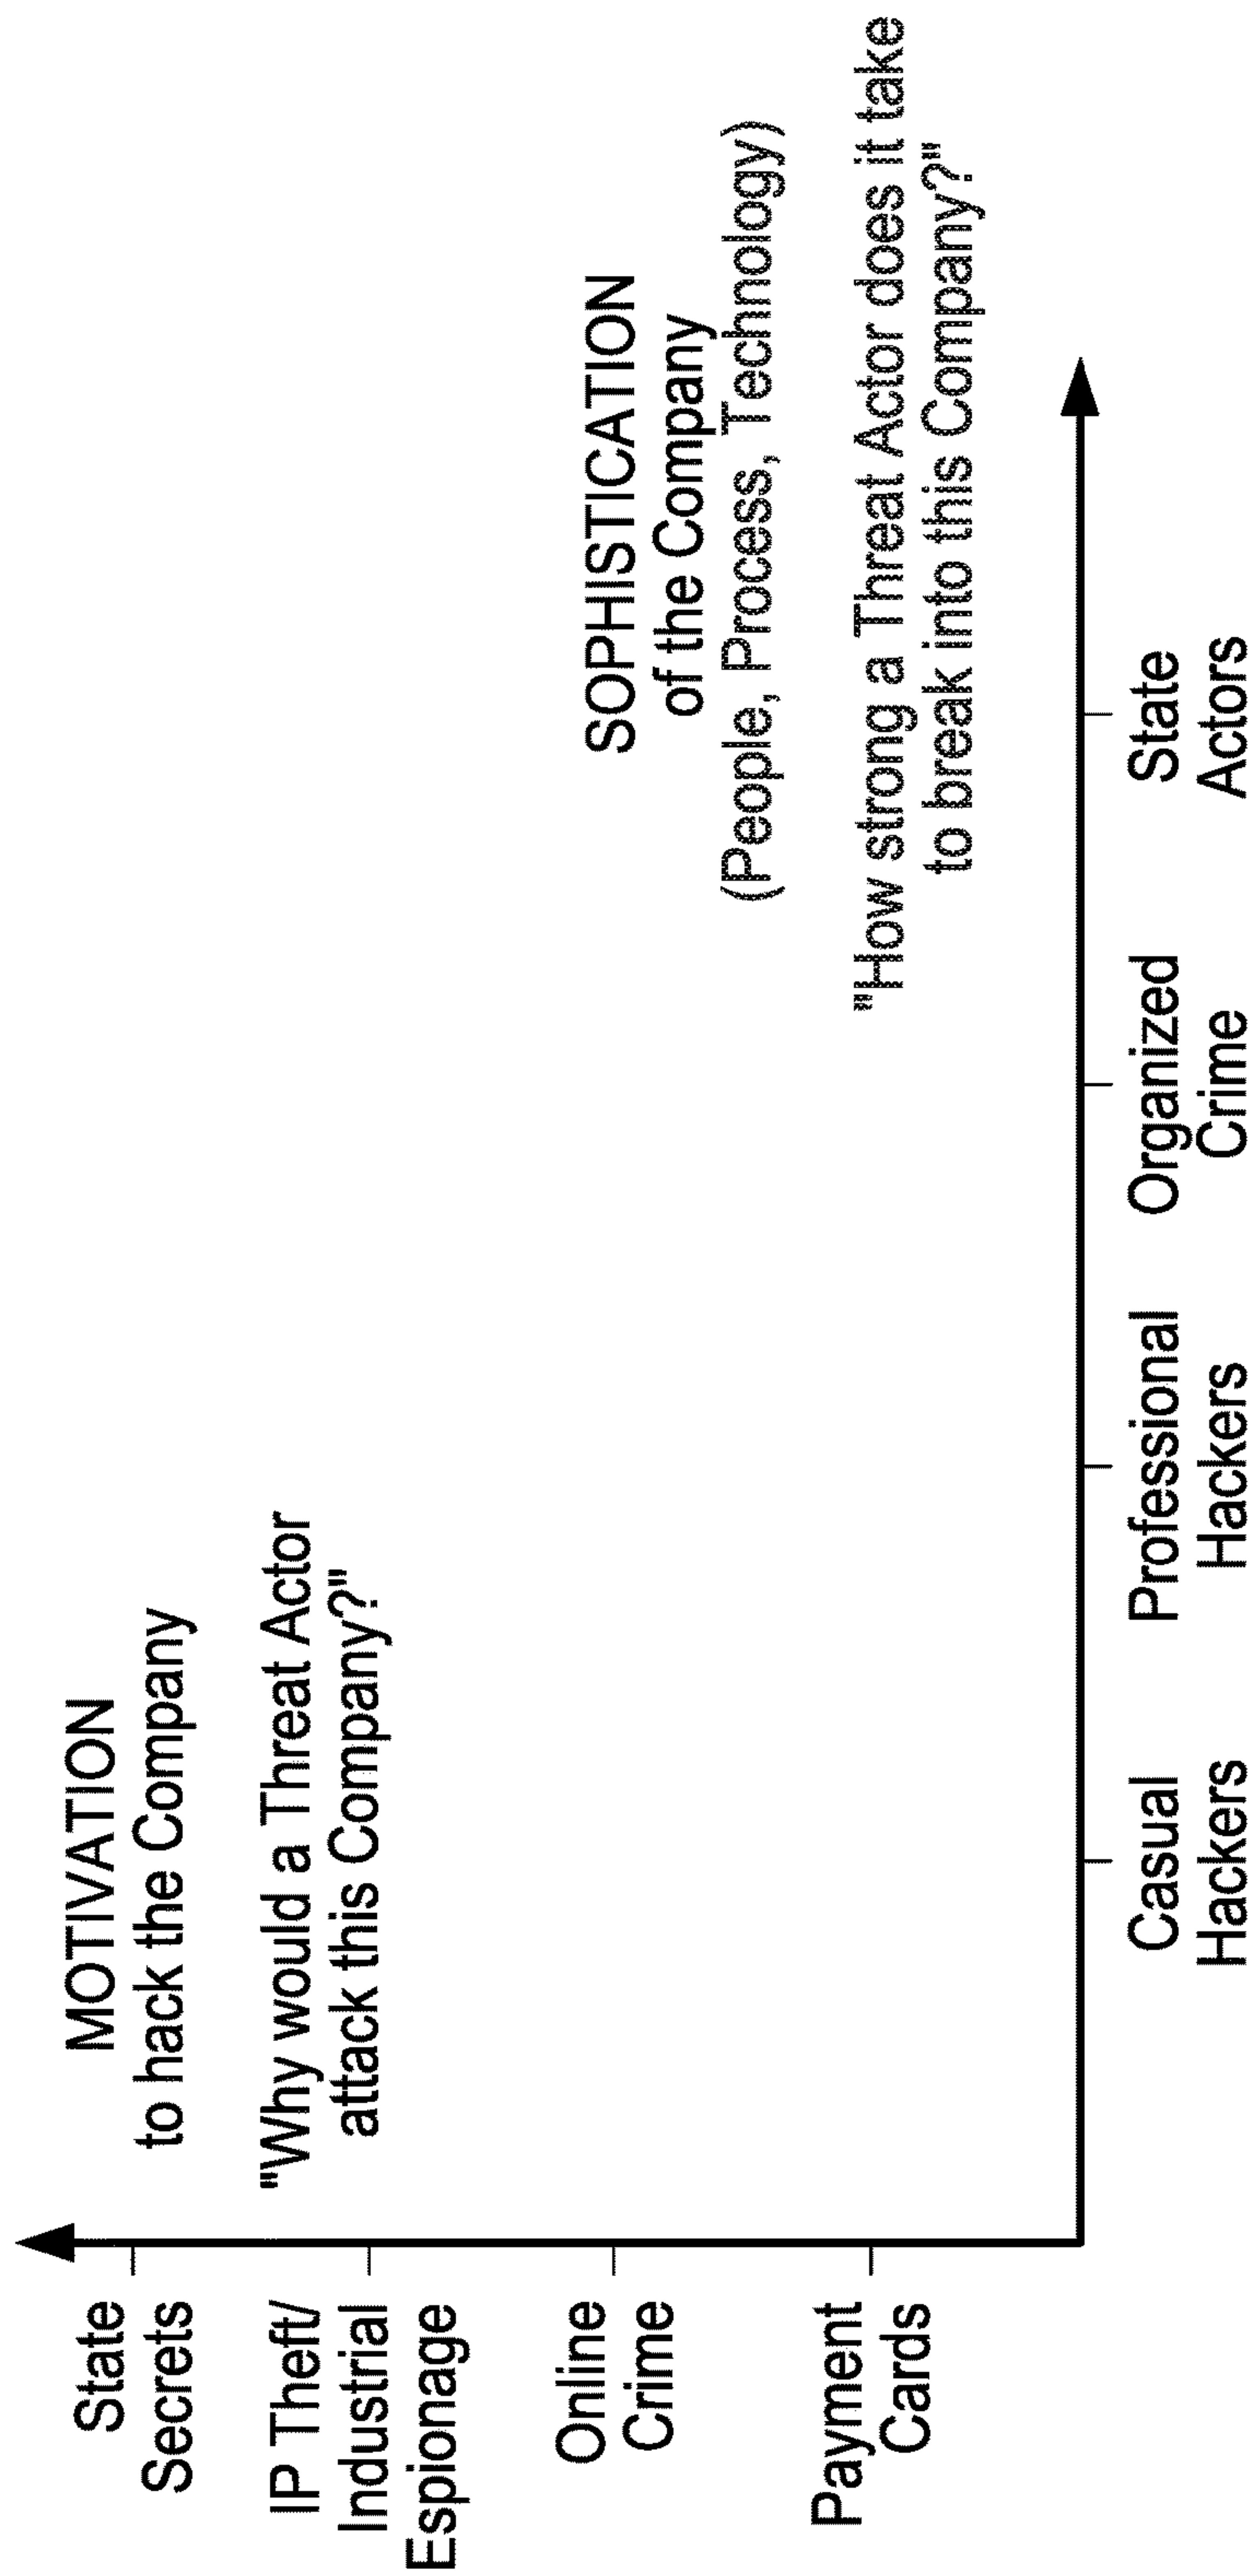 MOTIVATION
to hack the Company
"Why would a Threat Actor
attack this Company?"
State
Secrets
IP Theft/
Industrial
Espionage
Online
Crime
Payment
Cards
SOPHISTICATION
of the Company
(People, Process, Technology)
"How strong a Threat Actor does it take
to break into this Company?"
Casual
Hackers
Professional
Hackers
Organized
Crime
State
Actors